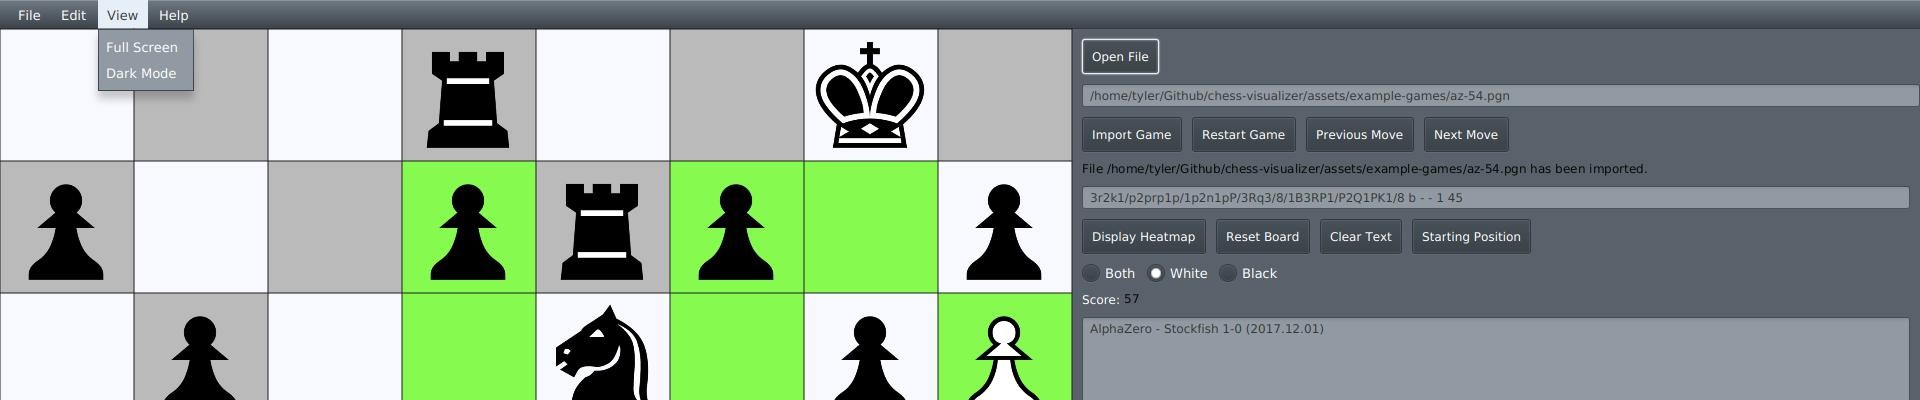 File Edit View Help
Full Screen
Dark Mode
Open File
/home/tyler/Github/chess-visualizer/assets/example-games/az-54.pgn
Import Game Restart Game Previous Move Next Move
File /home/tyler/Github/chess-visualizer/assets/example-games/az-54.pgn has been imported.
3r2k1/p2prp1p/1p2n1pP/3Rq3/8/1B3RP1/P2Q1PK1/8 b - - 1 45
Display Heatmap Reset Board Clear Text Starting Position
Both White Black
Score: 57
AlphaZero - Stockfish 1-0 (2017.12.01)